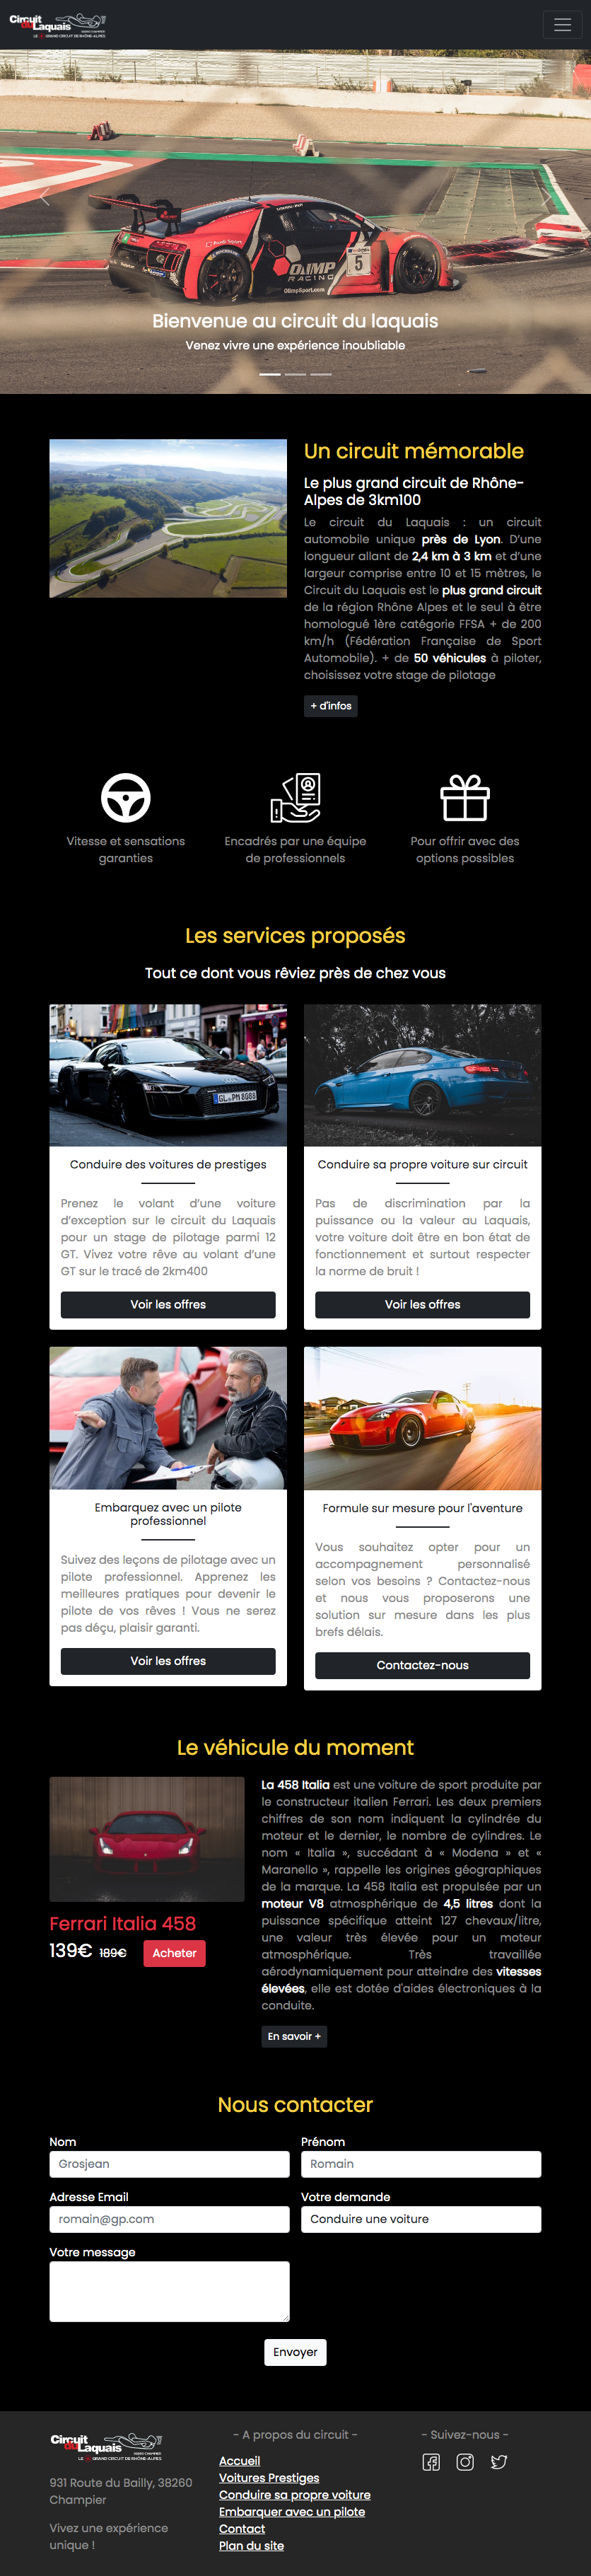 Circuit
du Laquais
LE + GRAND CIRCUIT DE RHÔNE-ALPES
OLIMP
RACING
OlimpSport.com
5
Bienvenue au circuit du laquais
Venez vivre une expérience inoubliable
Un circuit mémorable
Le plus grand circuit de Rhône-
Alpes de 3km100
Le circuit du Laquais : un circuit
automobile unique près de Lyon. D’une
longueur allant de 2,4 km à 3 km et d’une
largeur comprise entre 10 et 15 mètres, le
Circuit du Laquais est le plus grand circuit
de la région Rhône Alpes et le seul à être
homologué 1ère catégorie FFSA + de 200
km/h (Fédération Française de Sport
Automobile). + de 50 véhicules à piloter,
choisissez votre stage de pilotage
+ d'infos
Vitesse et sensations
garanties
Encadrés par une équipe
de professionnels
Pour offrir avec des
options possibles
Les services proposés
Tout ce dont vous rêviez près de chez vous
GL PM 8088
Conduire des voitures de prestiges
Prenez le volant d’une voiture
d’exception sur le circuit du Laquais
pour un stage de pilotage parmi 12
GT. Vivez votre rêve au volant d’une
GT sur le tracé de 2km400
Voir les offres
Conduire sa propre voiture sur circuit
Pas de discrimination par la
puissance ou la valeur au Laquais,
votre voiture doit être en bon état de
fonctionnement et surtout respecter
la norme de bruit !
Voir les offres
Embarquez avec un pilote
professionnel
Suivez des leçons de pilotage avec un
pilote professionnel. Apprenez les
meilleures pratiques pour devenir le
pilote de vos rêves ! Vous ne serez
pas déçu, plaisir garanti.
Voir les offres
Formule sur mesure pour l'aventure
Vous souhaitez opter pour un
accompagnement personnalisé
selon vos besoins ? Contactez-nous
et nous vous proposerons une
solution sur mesure dans les plus
brefs délais.
Contactez-nous
Le véhicule du moment
Ferrari Italia 458
139€ 189€ Acheter
La 458 Italia est une voiture de sport produite par
le constructeur italien Ferrari. Les deux premiers
chiffres de son nom indiquent la cylindrée du
moteur et le dernier, le nombre de cylindres. Le
nom « Italia », succédant à « Modena » et «
Maranello », rappelle les origines géographiques
de la marque. La 458 Italia est propulsée par un
moteur V8 atmosphérique de 4,5 litres dont la
puissance spécifique atteint 127 chevaux/litre,
une valeur très élevée pour un moteur
atmosphérique. Très travaillée
aérodynamiquement pour atteindre des vitesses
élevées, elle est dotée d'aides électroniques à la
conduite.
En savoir +
Nous contacter
Nom
Grosjean
Prénom
Romain
Adresse Email
romain@gp.com
Votre demande
Conduire une voiture
Votre message
Envoyer
Circuit
du Laquais
LE + GRAND CIRCUIT DE RHÔNE-ALPES
931 Route du Bailly, 38260
Champier
Vivez une expérience
unique !
- A propos du circuit -
Accueil
Voitures Prestiges
Conduire sa propre voiture
Embarquer avec un pilote
Contact
Plan du site
- Suivez-nous -